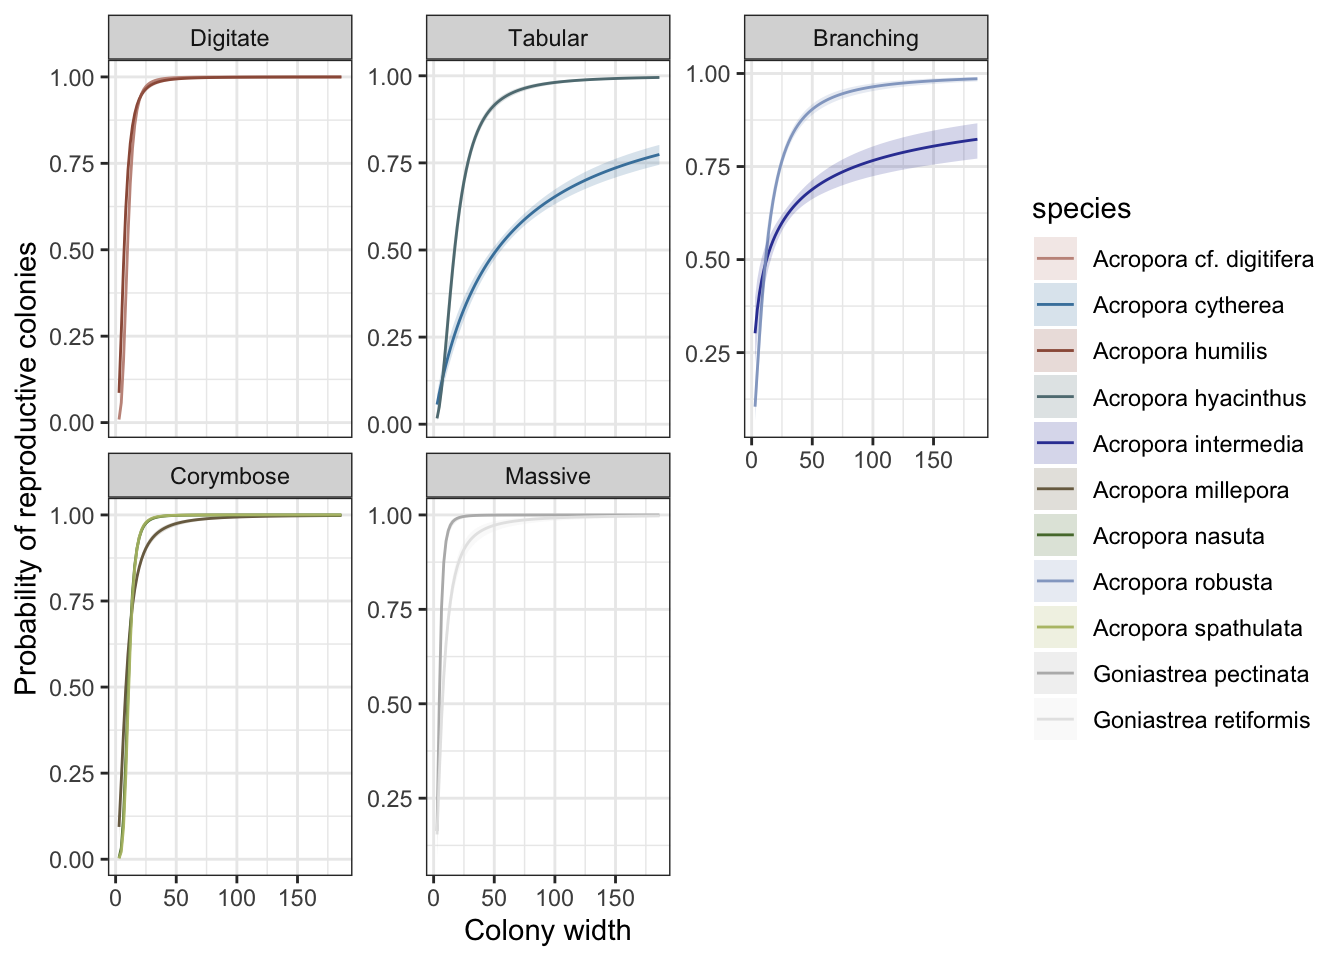 Digitate
Tabular
Branching
1.00
0.75
0.50
0.25
0.00
1.00
0.75
0.50
0.25
0.00
1.00
0.75
0.50
0.25
0 50 100 150
Corymbose
Massive
1.00
0.75
0.50
0.25
0.00
0 50 100 150
1.00
0.75
0.50
0.25
0 50 100 150
Probability of reproductive colonies
Colony width
species
Acropora cf. digitifera
Acropora cytherea
Acropora humilis
Acropora hyacinthus
Acropora intermedia
Acropora millepora
Acropora nasuta
Acropora robusta
Acropora spathulata
Goniastrea pectinata
Goniastrea retiformis